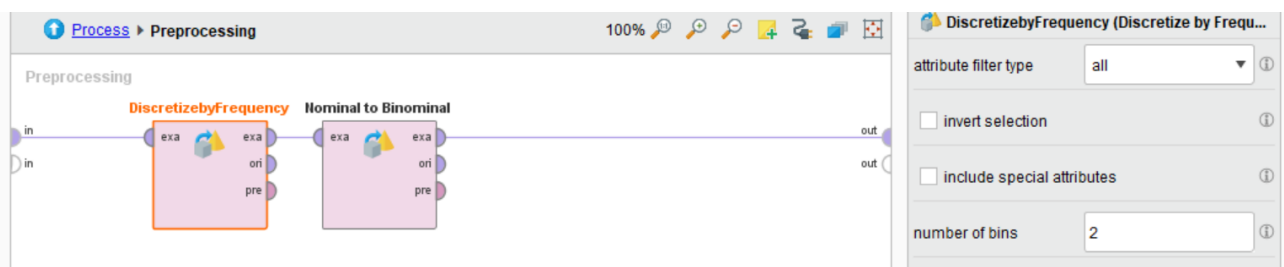 Process ▸ Preprocessing
100%
Preprocessing
DiscretizebyFrequency
Nominal to Binominal
in
exa
exa
exa
exa
out
in
ori
ori
out
pre
pre
DiscretizebyFrequency (Discretize by Frequ...
attribute filter type
all
invert selection
include special attributes
number of bins
2